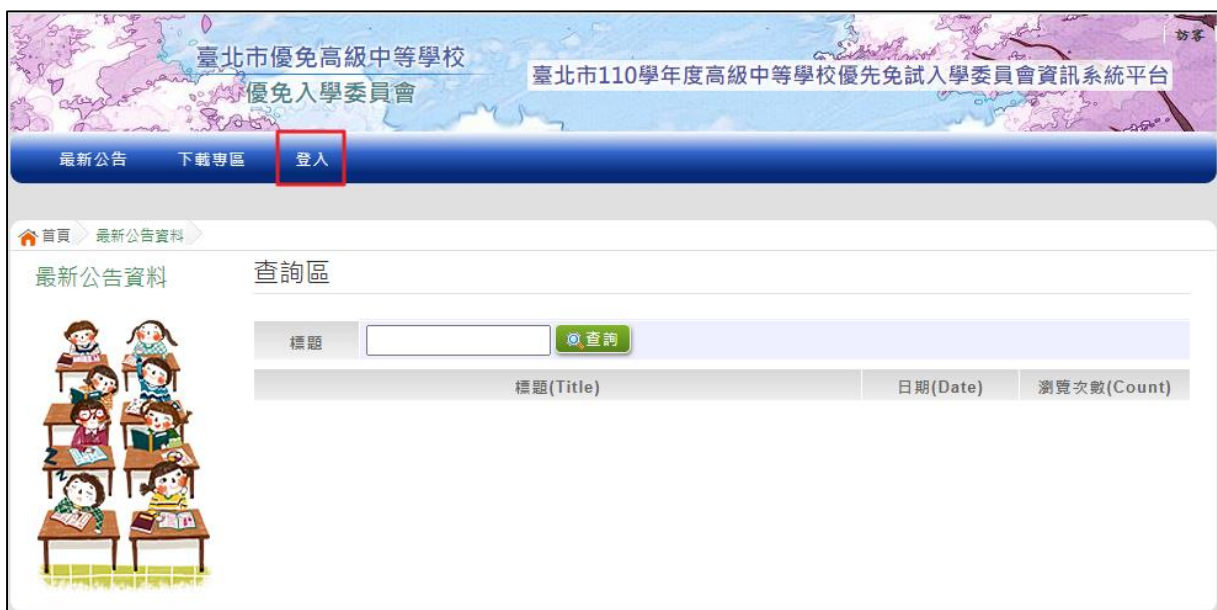 臺北市優免高級中等學校
優免入學委員會
臺北市110學年度高級中等學校優先免試入學委員會資訊系統平台
訪客
最新公告 下載專區 登入
首頁 最新公告資料
最新公告資料
查詢區
標題 查詢
標題(Title) 日期(Date) 瀏覽次數(Count)